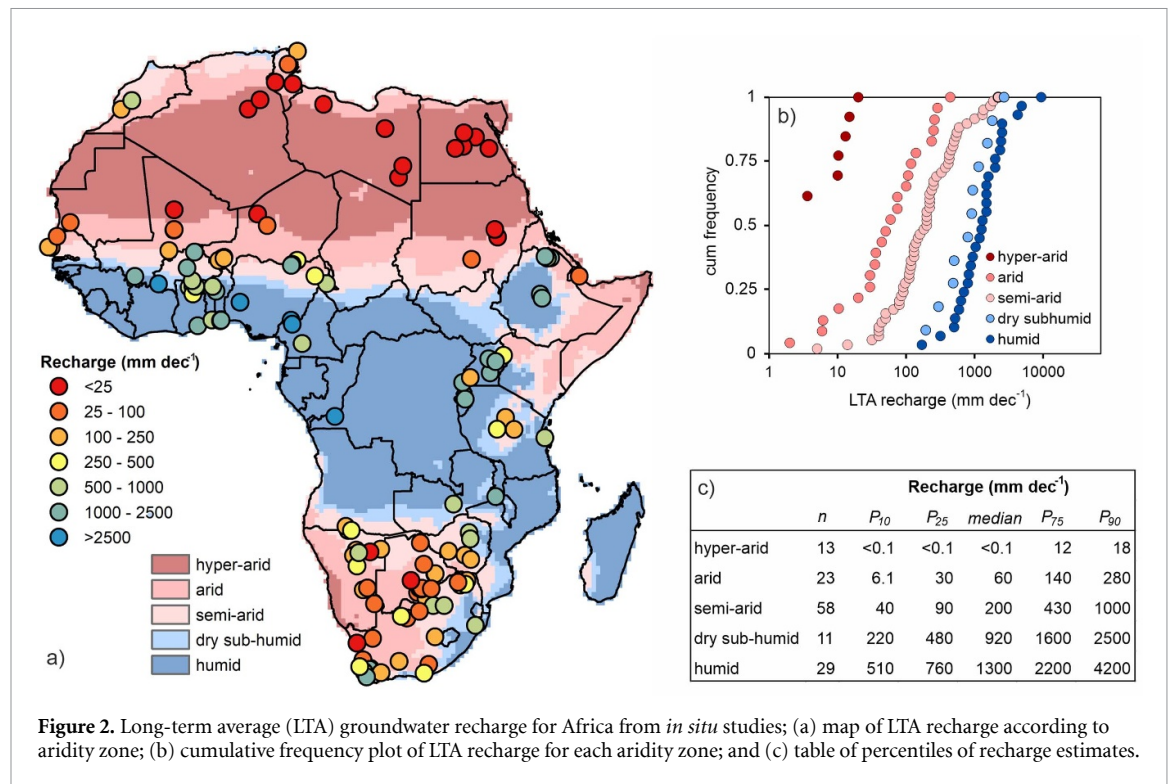 Recharge (mm dec⁻¹)
<25
25 - 100
100 - 250
250 - 500
500 - 1000
1000 - 2500
>2500
hyper-arid
arid
semi-arid
dry sub-humid
humid
a)
b)
1
0.75
0.5
0.25
0
cum frequency
hyper-arid
arid
semi-arid
dry subhumid
humid
1 10 100 1000 10000
LTA recharge (mm dec⁻¹)
c) Recharge (mm dec⁻¹)
n P10 P25 median P75 P90
hyper-arid 13 <0.1 <0.1 <0.1 12 18
arid 23 6.1 30 60 140 280
semi-arid 58 40 90 200 430 1000
dry sub-humid 11 220 480 920 1600 2500
humid 29 510 760 1300 2200 4200
Figure 2. Long-term average (LTA) groundwater recharge for Africa from in situ studies; (a) map of LTA recharge according to
aridity zone; (b) cumulative frequency plot of LTA recharge for each aridity zone; and (c) table of percentiles of recharge estimates.